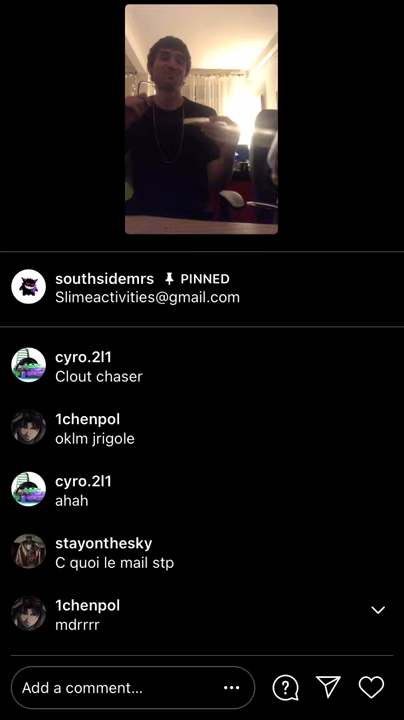 southsidemrs PINNED
Slimeactivities@gmail.com
cyro.2l1
Clout chaser
1chenpol
oklm jrigole
cyro.2l1
ahah
stayonthesky
C quoi le mail stp
1chenpol
mdrrrr
Add a comment...